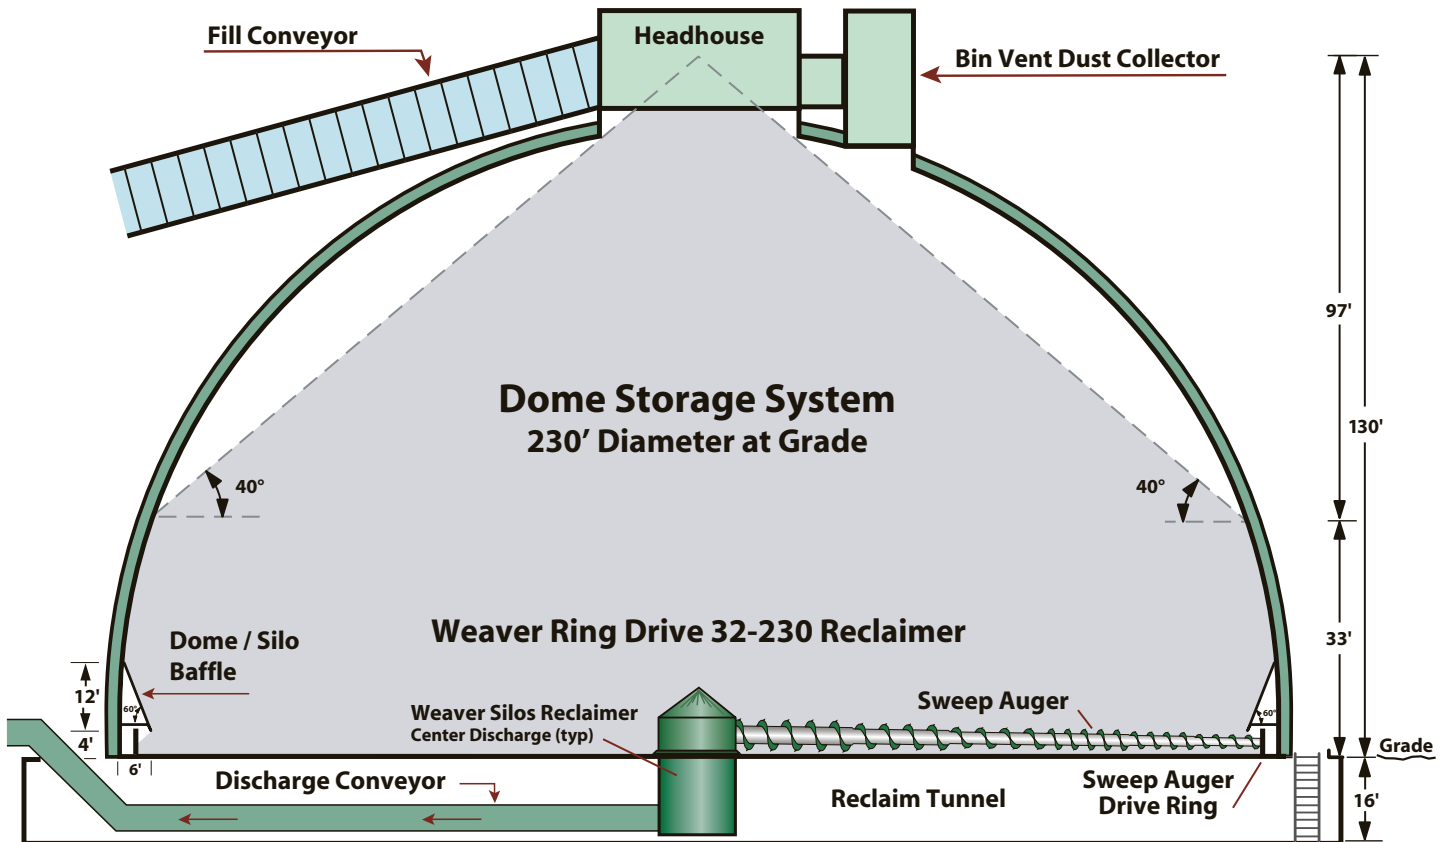 Fill Conveyor
Headhouse
Bin Vent Dust Collector
97'
130'
Dome Storage System
230’ Diameter at Grade
40°
40°
Weaver Ring Drive 32-230 Reclaimer
33'
Dome / Silo
Baffle
12'
60°
4'
6'
Weaver Silos Reclaimer
Center Discharge (typ)
Sweep Auger
60°
Grade
Discharge Conveyor
Reclaim Tunnel
Sweep Auger
Drive Ring
16'